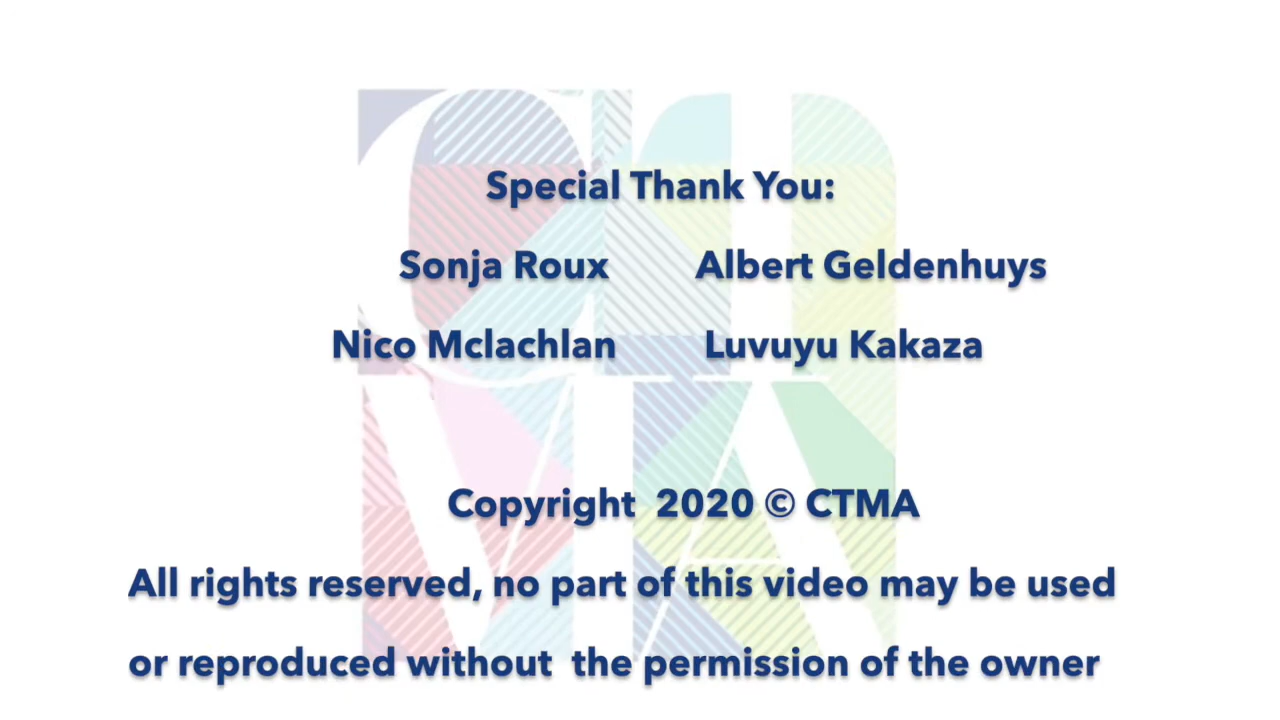 Special Thank You:
Sonja Roux Albert Geldenhuys
Nico Mclachlan Luvuyu Kakaza
Copyright 2020 © CTMA
All rights reserved, no part of this video may be used
or reproduced without the permission of the owner